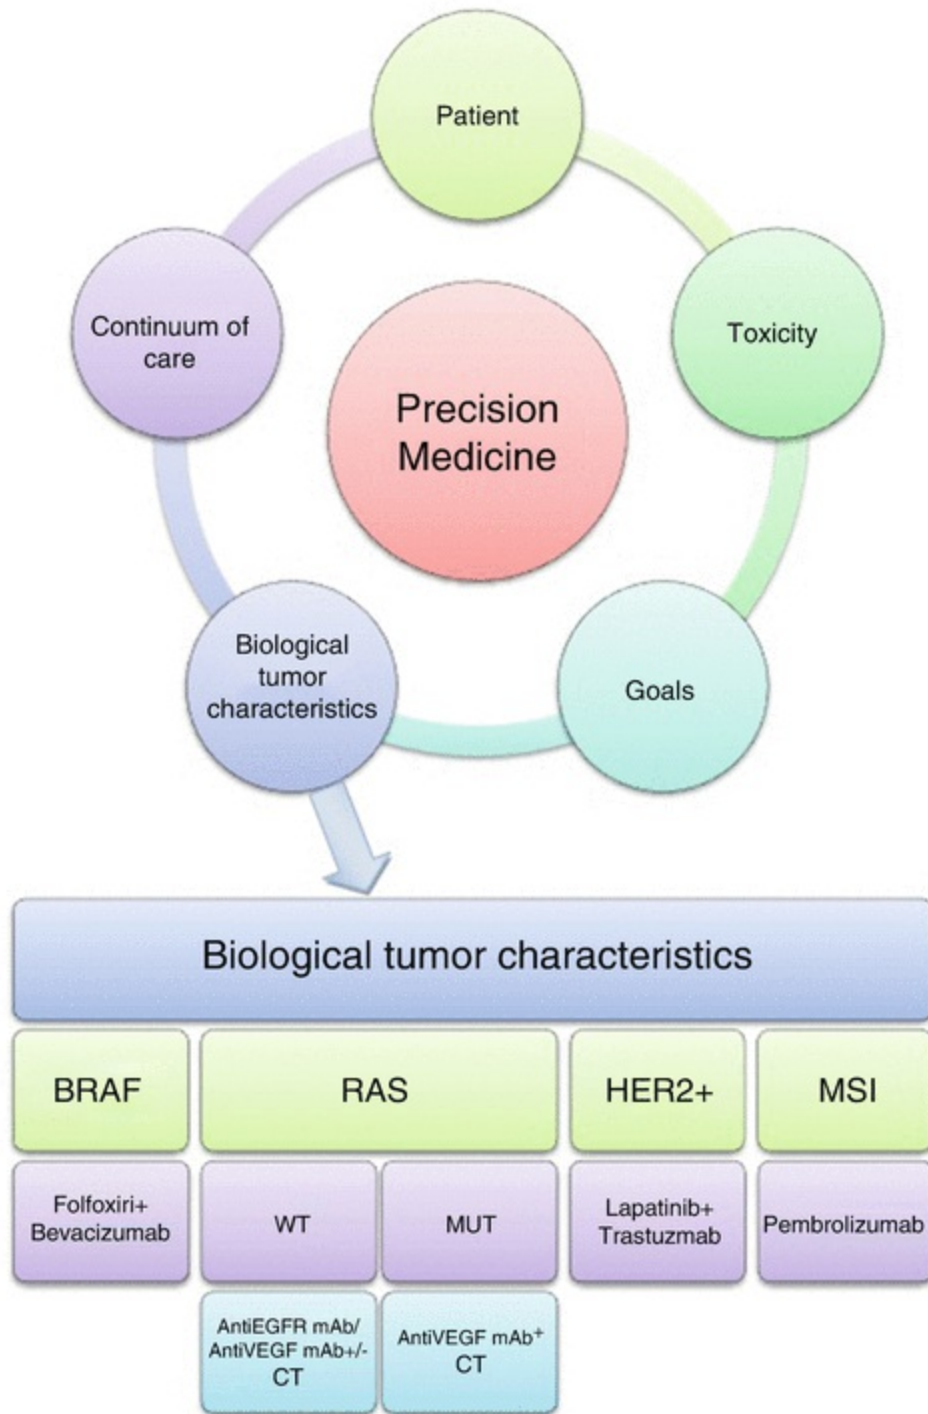 Patient
Continuum of
care
Toxicity
Precision
Medicine
Biological
tumor
characteristics
Goals
Biological tumor characteristics
BRAF
RAS
HER2+
MSI
Folfoxiri+
Bevacizumab
WT
MUT
Lapatinib+
Trastuzmab
Pembrolizumab
AntiEGFR mAb/
AntiVEGF mAb+/-
CT
AntiVEGF mAb⁺
CT